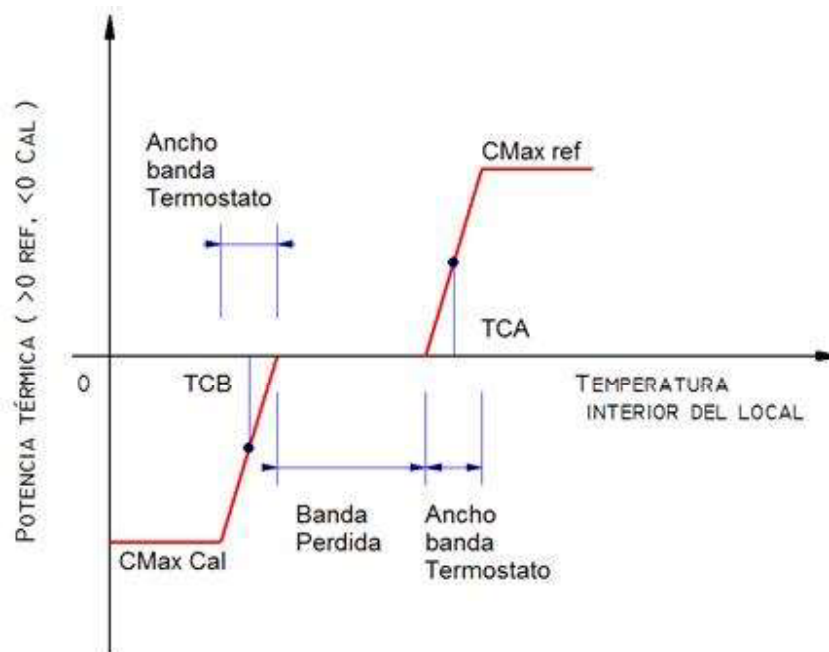 POTENCIA TÉRMICA ( >0 REF, <0 CAL )
Ancho
banda
Termostato
CMax ref
TCA
0
TCB
TEMPERATURA
INTERIOR DEL LOCAL
Banda
Perdida
Ancho
banda
Termostato
CMax Cal